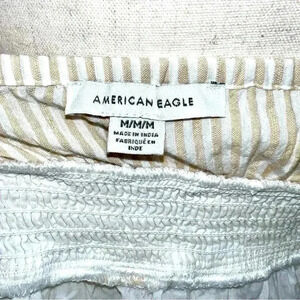 AMERICAN EAGLE
M/M/M
MADE IN INDIA
FABRIQUÉ EN
INDE